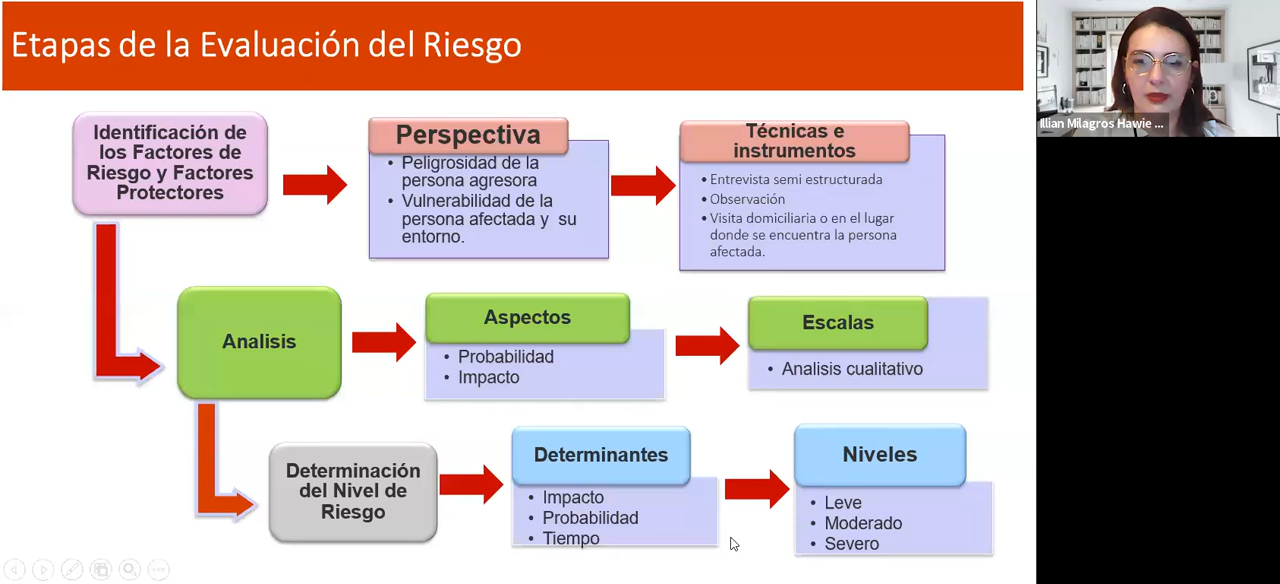 Etapas de la Evaluación del Riesgo
Identificación de
los Factores de
Riesgo y Factores
Protectores
Perspectiva
• Peligrosidad de la
persona agresora
• Vulnerabilidad de la
persona afectada y su
entorno.
Técnicas e
instrumentos
• Entrevista semi estructurada
• Observación
• Visita domiciliaria o en el lugar
donde se encuentra la persona
afectada.
Analisis
Aspectos
• Probabilidad
• Impacto
Escalas
• Analisis cualitativo
Determinación
del Nivel de
Riesgo
Determinantes
• Impacto
• Probabilidad
• Tiempo
Niveles
• Leve
• Moderado
• Severo
Illian Milagros Hawie ...